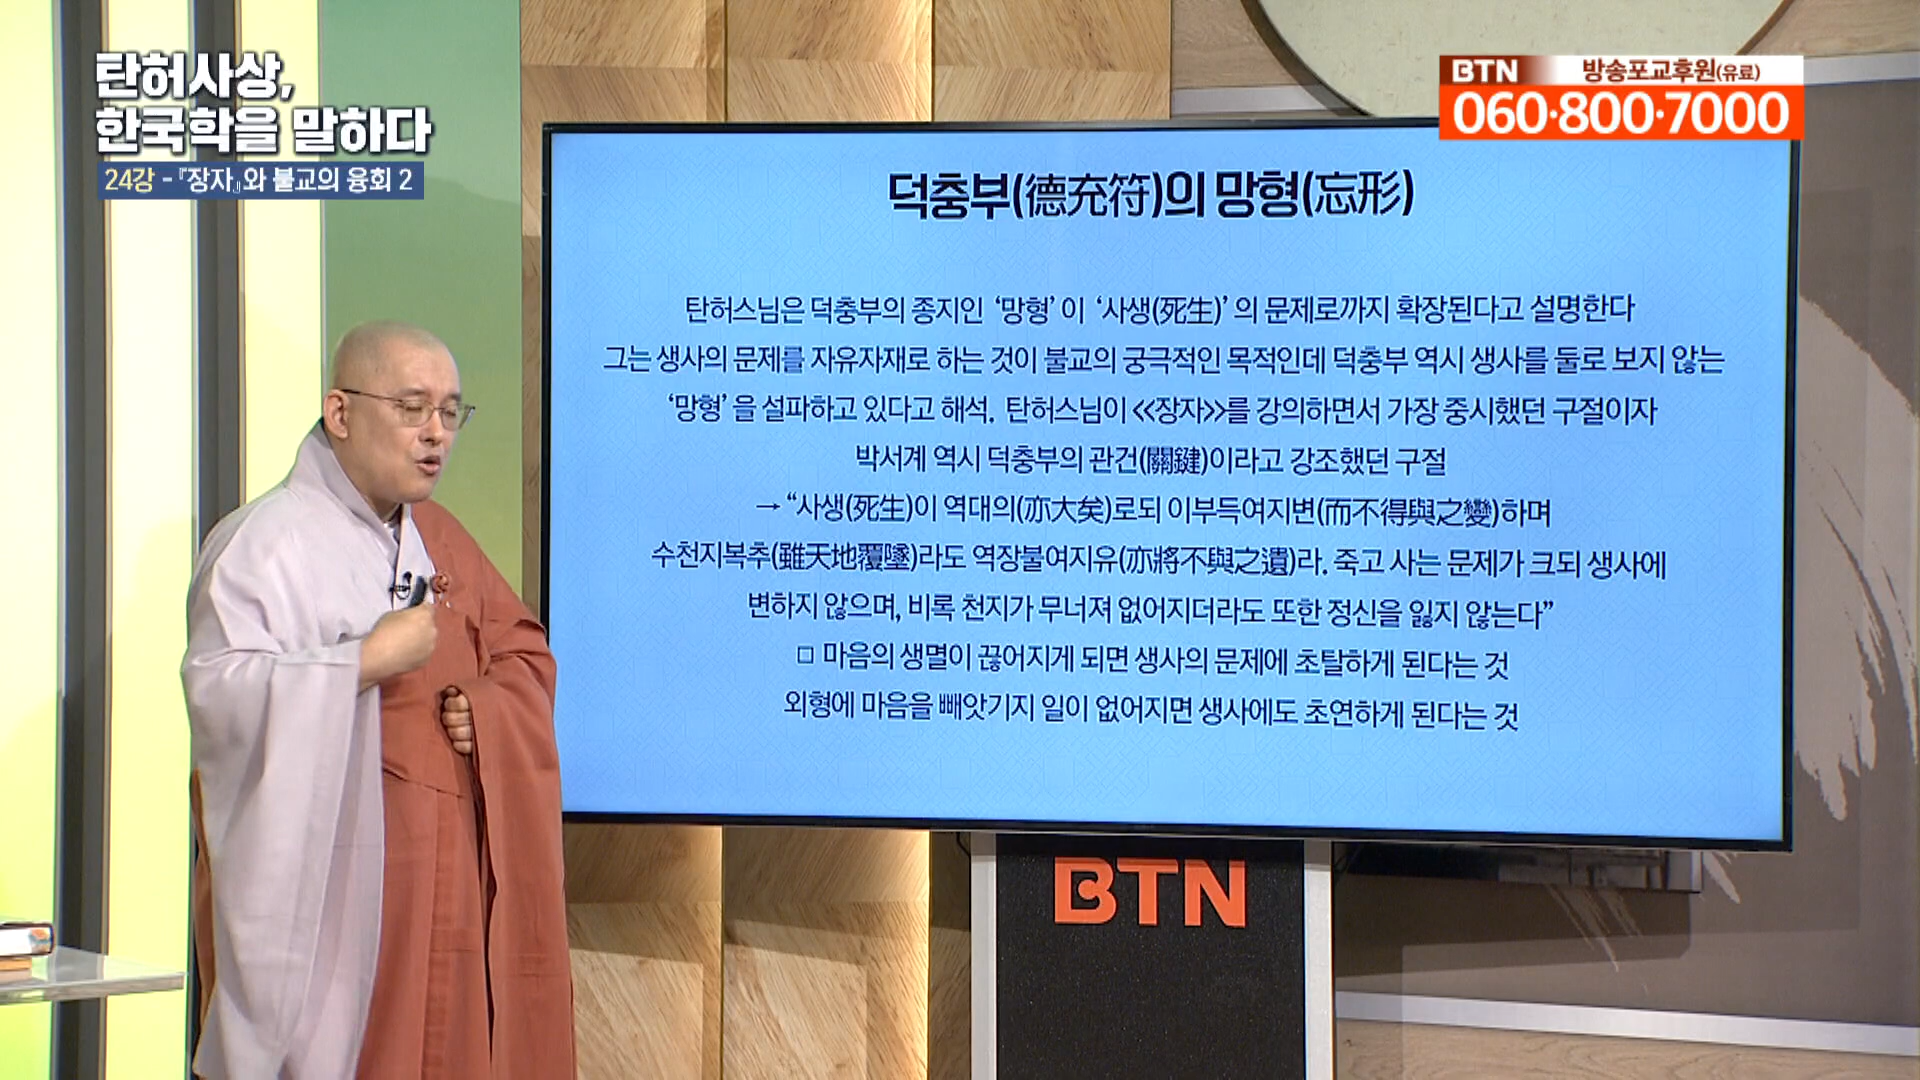 탄허사상,
한국학을 말하다
24강 - 『장자』와 불교의 융회 2
BTN 방송포교후원(유료)
060·800·7000
덕충부(德充符)의 망형(忘形)
탄허스님은 덕충부의 종지인 ‘망형’이 ‘사생(死生)’의 문제로까지 확장된다고 설명한다
그는 생사의 문제를 자유자재로 하는 것이 불교의 궁극적인 목적인데 덕충부 역시 생사를 둘로 보지 않는
‘망형’을 설파하고 있다고 해석. 탄허스님이 <<장자>>를 강의하면서 가장 중시했던 구절이자
박서계 역시 덕충부의 관건(關鍵)이라고 강조했던 구절
→ “사생(死生)이 역대의(亦大矣)로되 이부득여지변(而不得與之變)하며
수천지복추(雖天地覆墜)라도 역장불여지유(亦將不與之遺)라. 죽고 사는 문제가 크되 생사에
변하지 않으며, 비록 천지가 무너져 없어지더라도 또한 정신을 잃지 않는다”
□ 마음의 생멸이 끊어지게 되면 생사의 문제에 초탈하게 된다는 것
외형에 마음을 빼앗기지 일이 없어지면 생사에도 초연하게 된다는 것
BTN